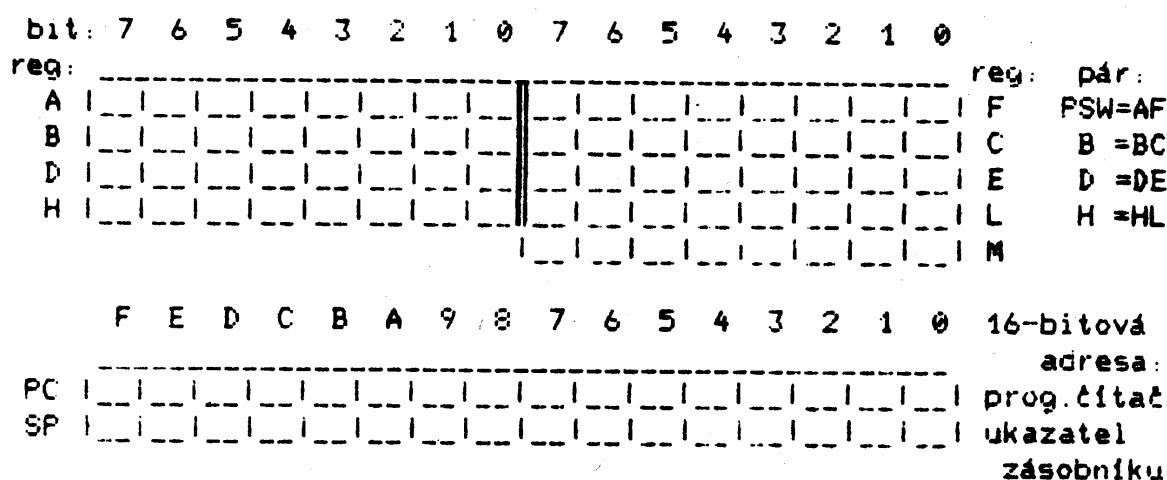 bit: 7 6 5 4 3 2 1 0 7 6 5 4 3 2 1 0
reg: reg: pár:
A F PSW=AF
B C B =BC
D E D =DE
H L H =HL
M
F E D C B A 9 8 7 6 5 4 3 2 1 0 16-bitová
adresa:
PC prog.čítač
SP ukazatel
zásobníku